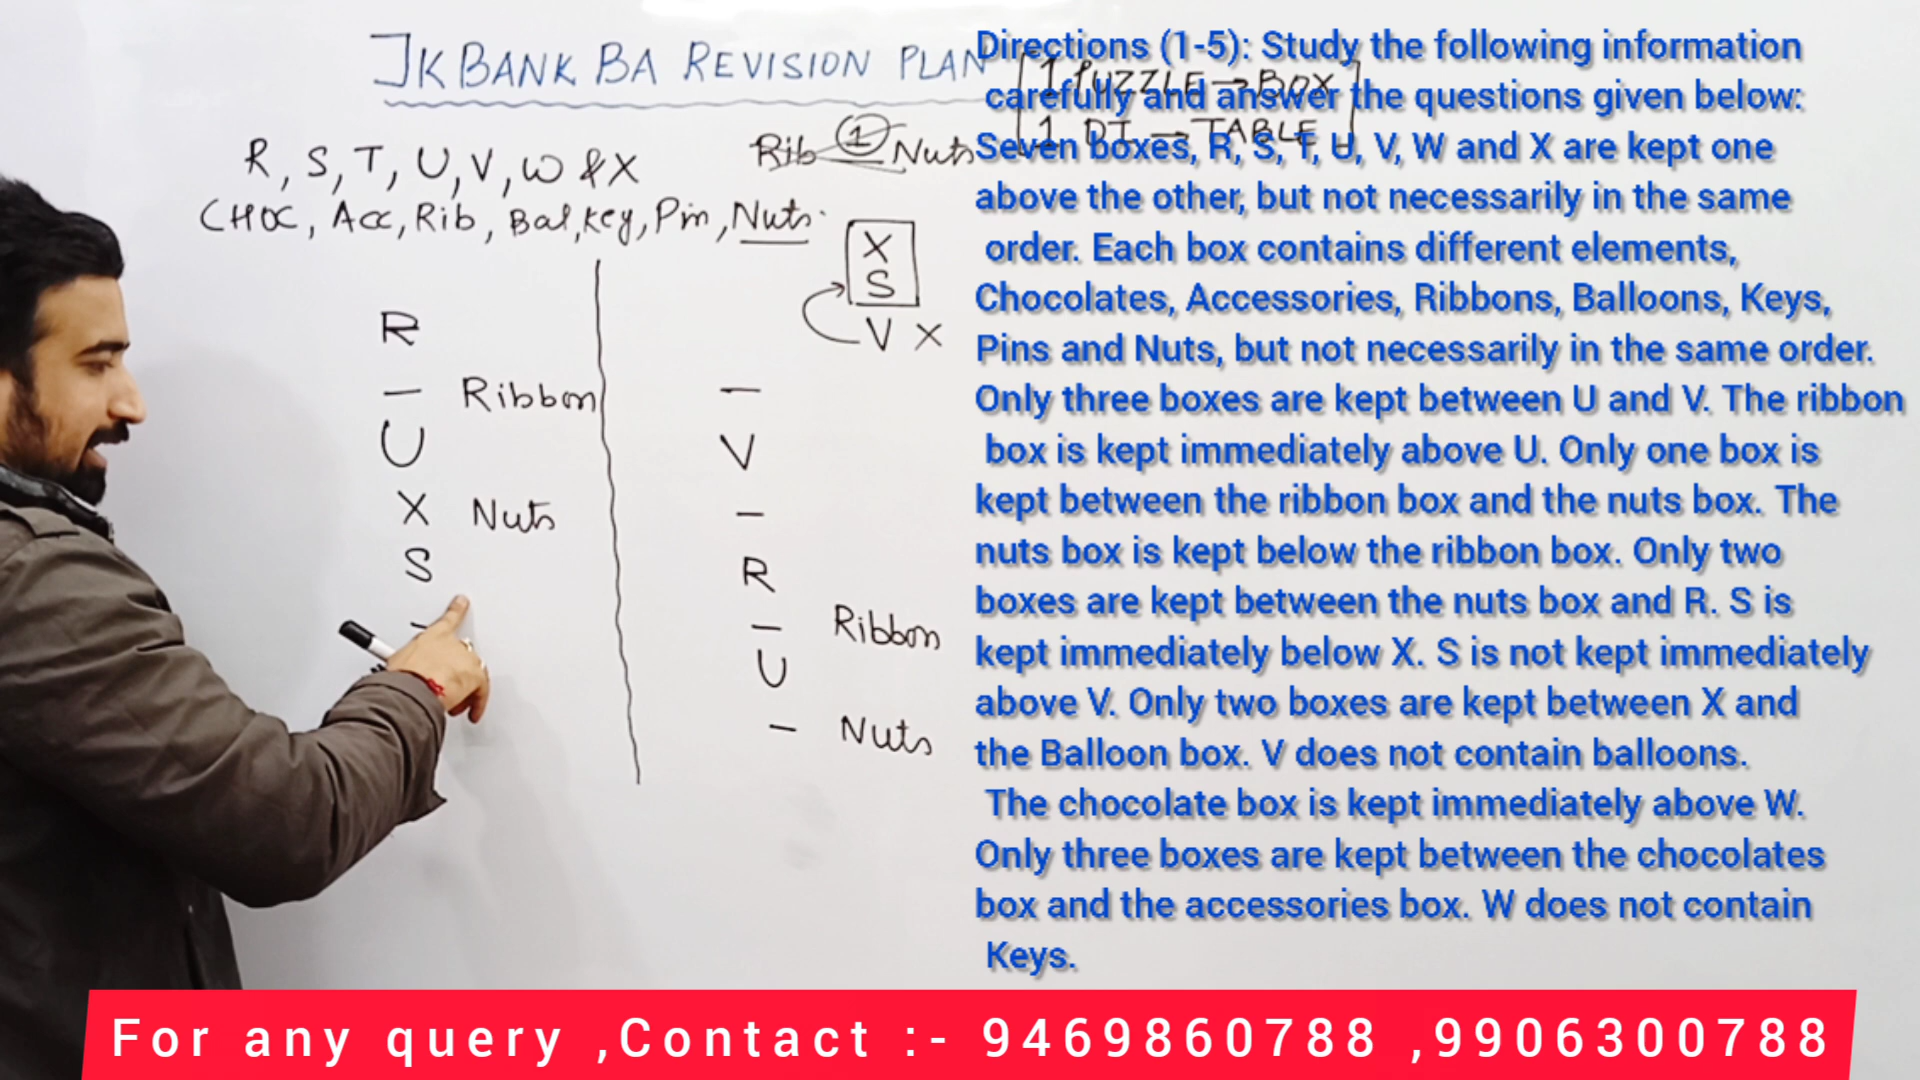 JK BANK BA REVISION PLAN
[1 PUZZLE → BOX
1 DI → TABLE]
R, S, T, U, V, W & X
Rib 1 Nuts
CHOC, Acc, Rib, Bal, key, Pin, Nuts.
X
S
V X
R
– Ribbon
U
X Nuts
S
–
–
V
–
R
– Ribbon
U
– Nuts
Directions (1-5): Study the following information
carefully and answer the questions given below:
Seven boxes, R, S, T, U, V, W and X are kept one
above the other, but not necessarily in the same
order. Each box contains different elements,
Chocolates, Accessories, Ribbons, Balloons, Keys,
Pins and Nuts, but not necessarily in the same order.
Only three boxes are kept between U and V. The ribbon
box is kept immediately above U. Only one box is
kept between the ribbon box and the nuts box. The
nuts box is kept below the ribbon box. Only two
boxes are kept between the nuts box and R. S is
kept immediately below X. S is not kept immediately
above V. Only two boxes are kept between X and
the Balloon box. V does not contain balloons.
The chocolate box is kept immediately above W.
Only three boxes are kept between the chocolates
box and the accessories box. W does not contain
Keys.
For any query ,Contact :- 9469860788 ,9906300788